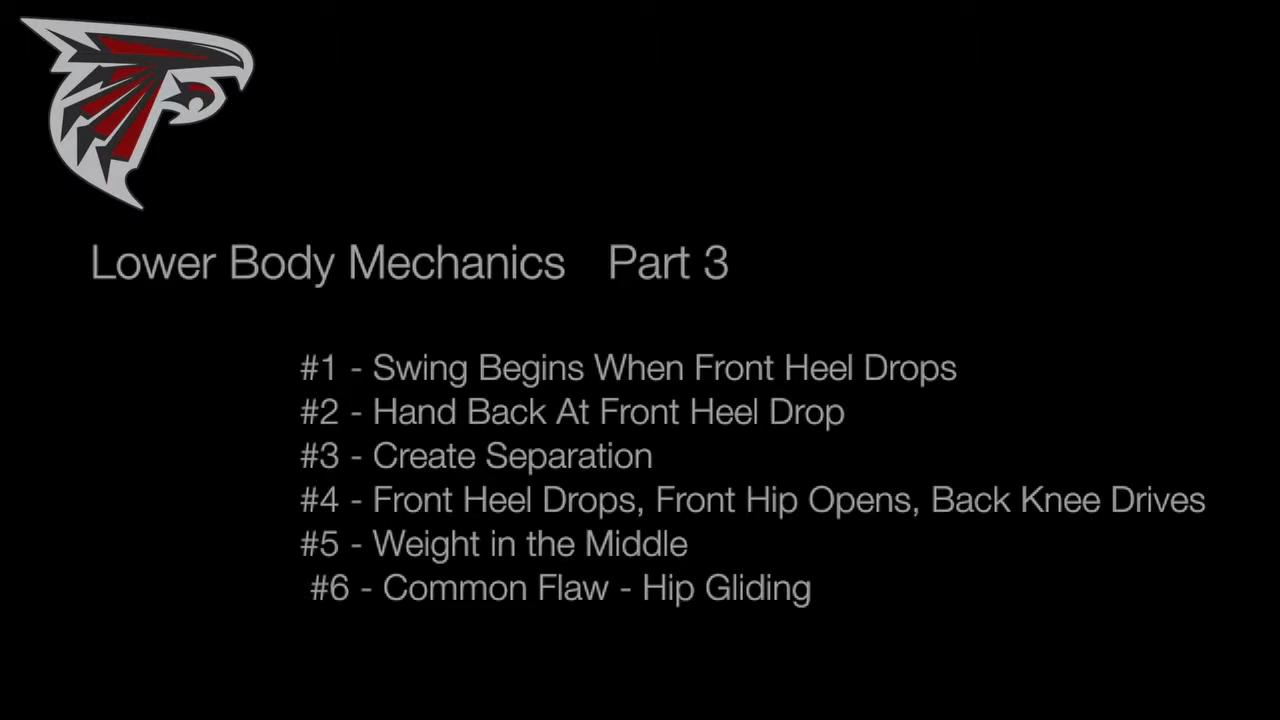 Lower Body Mechanics Part 3
#1 - Swing Begins When Front Heel Drops
#2 - Hand Back At Front Heel Drop
#3 - Create Separation
#4 - Front Heel Drops, Front Hip Opens, Back Knee Drives
#5 - Weight in the Middle
#6 - Common Flaw - Hip Gliding